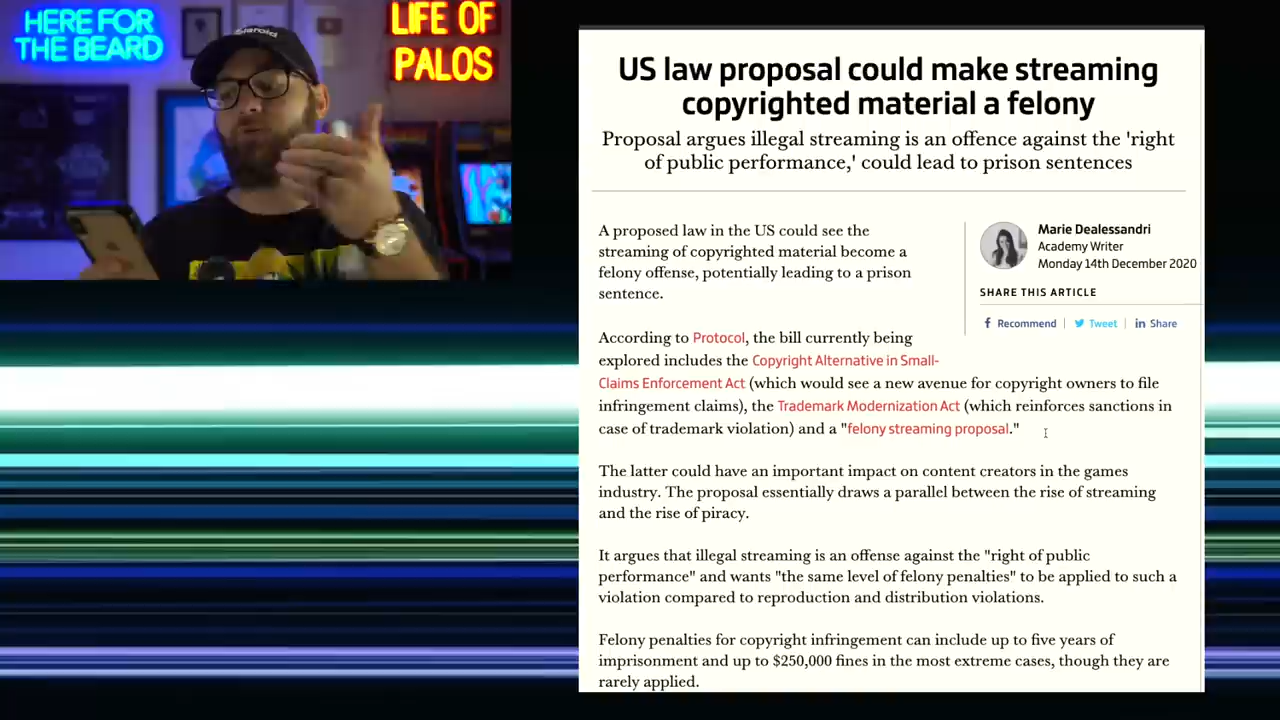 HERE FOR
THE BEARD
LIFE OF
PALOS
Polaroid
US law proposal could make streaming
copyrighted material a felony
Proposal argues illegal streaming is an offence against the 'right
of public performance,' could lead to prison sentences
A proposed law in the US could see the
streaming of copyrighted material become a
felony offense, potentially leading to a prison
sentence.
Marie Dealessandri
Academy Writer
Monday 14th December 2020
SHARE THIS ARTICLE
Recommend
Tweet
Share
According to Protocol, the bill currently being
explored includes the Copyright Alternative in Small-
Claims Enforcement Act (which would see a new avenue for copyright owners to file
infringement claims), the Trademark Modernization Act (which reinforces sanctions in
case of trademark violation) and a "felony streaming proposal."
The latter could have an important impact on content creators in the games
industry. The proposal essentially draws a parallel between the rise of streaming
and the rise of piracy.
It argues that illegal streaming is an offense against the "right of public
performance" and wants "the same level of felony penalties" to be applied to such a
violation compared to reproduction and distribution violations.
Felony penalties for copyright infringement can include up to five years of
imprisonment and up to $250,000 fines in the most extreme cases, though they are
rarely applied.